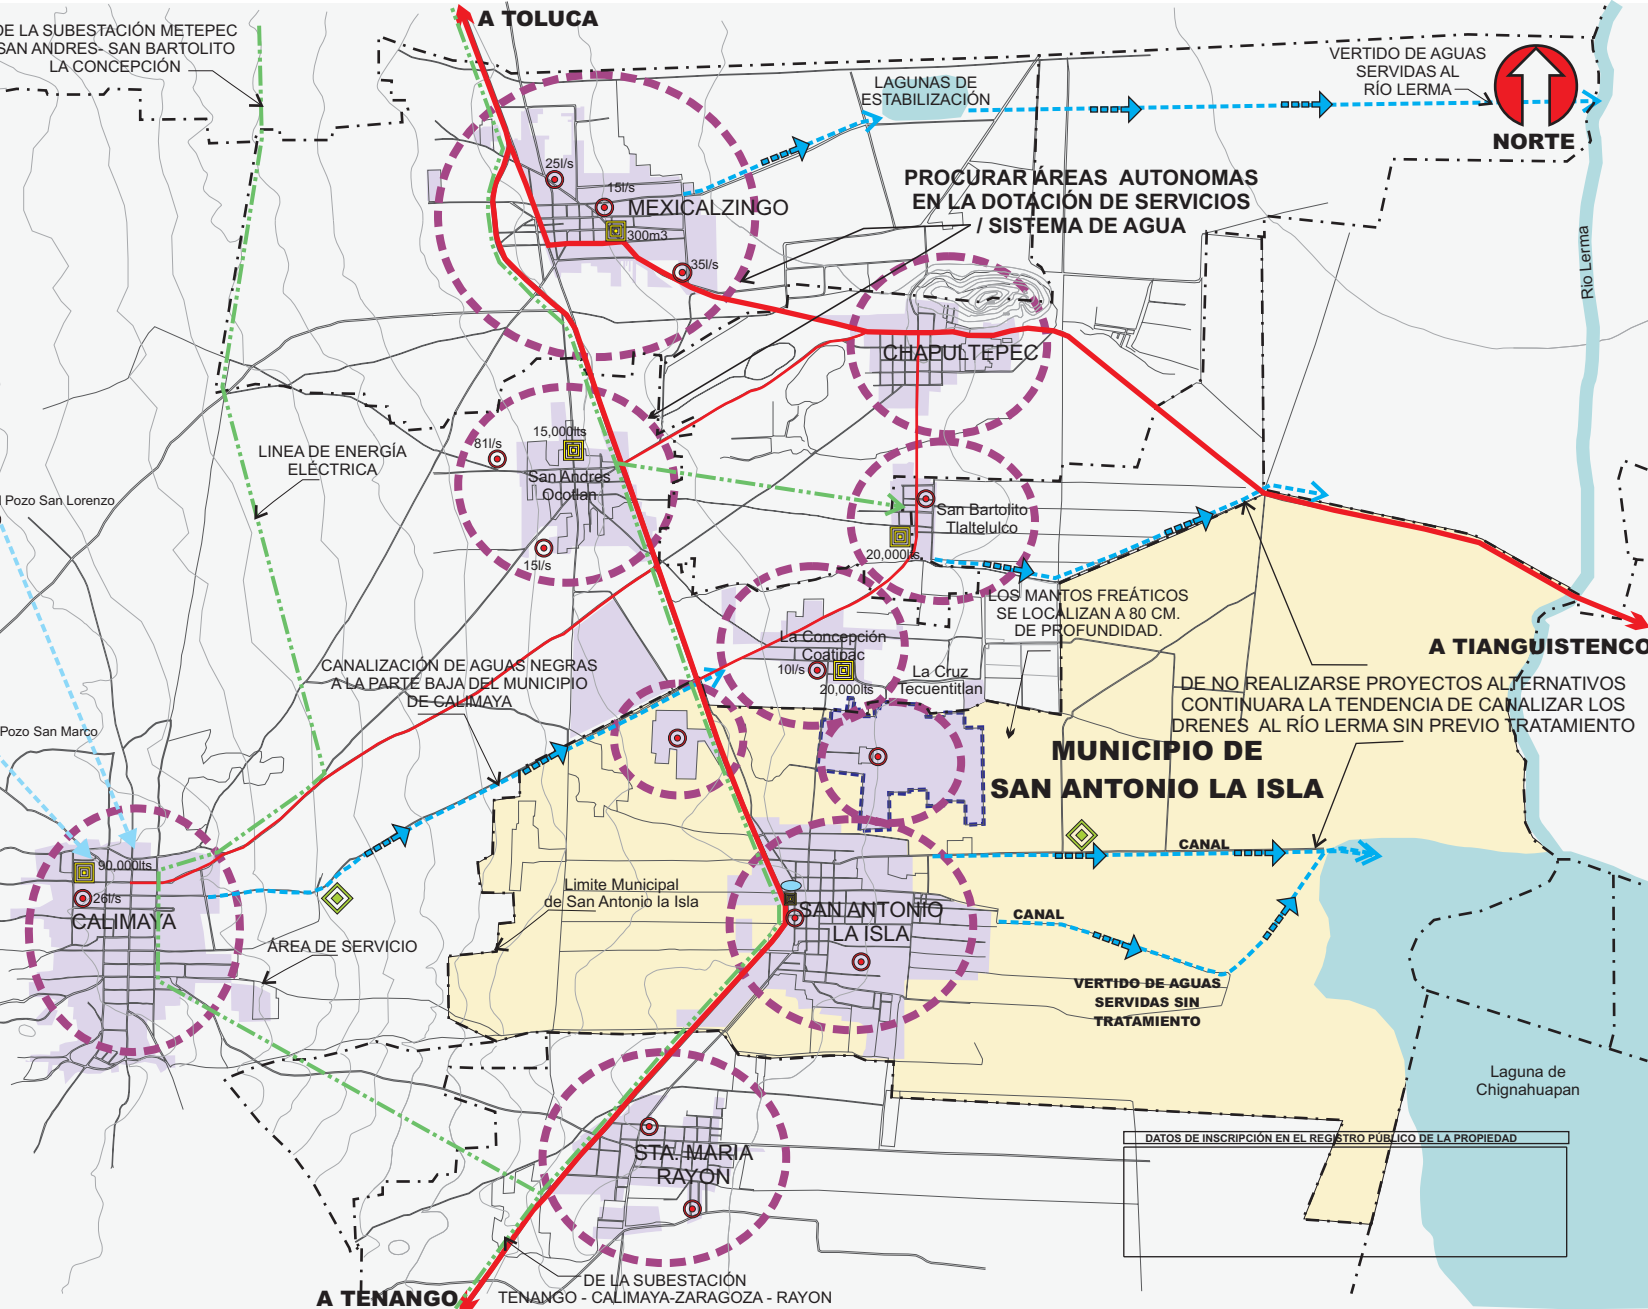 A TOLUCA
DE LA SUBESTACIÓN METEPEC
SAN ANDRES- SAN BARTOLITO
LA CONCEPCIÓN
VERTIDO DE AGUAS
SERVIDAS AL
RÍO LERMA
NORTE
LAGUNAS DE
ESTABILIZACIÓN
25l/s
15l/s
MEXICALZINGO
300m3
35l/s
PROCURAR ÁREAS AUTONOMAS
EN LA DOTACIÓN DE SERVICIOS
/ SISTEMA DE AGUA
Rio Lerma
CHAPULTEPEC
LINEA DE ENERGÍA
ELÉCTRICA
15,000lts
81l/s
San Andres
Ocotlan
15l/s
Pozo San Lorenzo
San Bartolito
Tlaltelulco
20,000lts
LOS MANTOS FREÁTICOS
SE LOCALIZAN A 80 CM.
DE PROFUNDIDAD.
La Concepción
Coatipac
10l/s
20,000lts
La Cruz
Tecuentitlan
A TIANGUISTENCO
CANALIZACIÓN DE AGUAS NEGRAS
A LA PARTE BAJA DEL MUNICIPIO
DE CALIMAYA
DE NO REALIZARSE PROYECTOS ALTERNATIVOS
CONTINUARA LA TENDENCIA DE CANALIZAR LOS
DRENES AL RÍO LERMA SIN PREVIO TRATAMIENTO
Pozo San Marco
MUNICIPIO DE
SAN ANTONIO LA ISLA
CANAL
90,000lts
26l/s
CALIMAYA
Limite Municipal
de San Antonio la Isla
SAN ANTONIO
LA ISLA
CANAL
ÁREA DE SERVICIO
VERTIDO DE AGUAS
SERVIDAS SIN
TRATAMIENTO
Laguna de
Chignahuapan
DATOS DE INSCRIPCIÓN EN EL REGISTRO PÚBLICO DE LA PROPIEDAD
STA. MARIA
RAYON
DE LA SUBESTACIÓN
TENANGO - CALIMAYA-ZARAGOZA - RAYON
A TENANGO